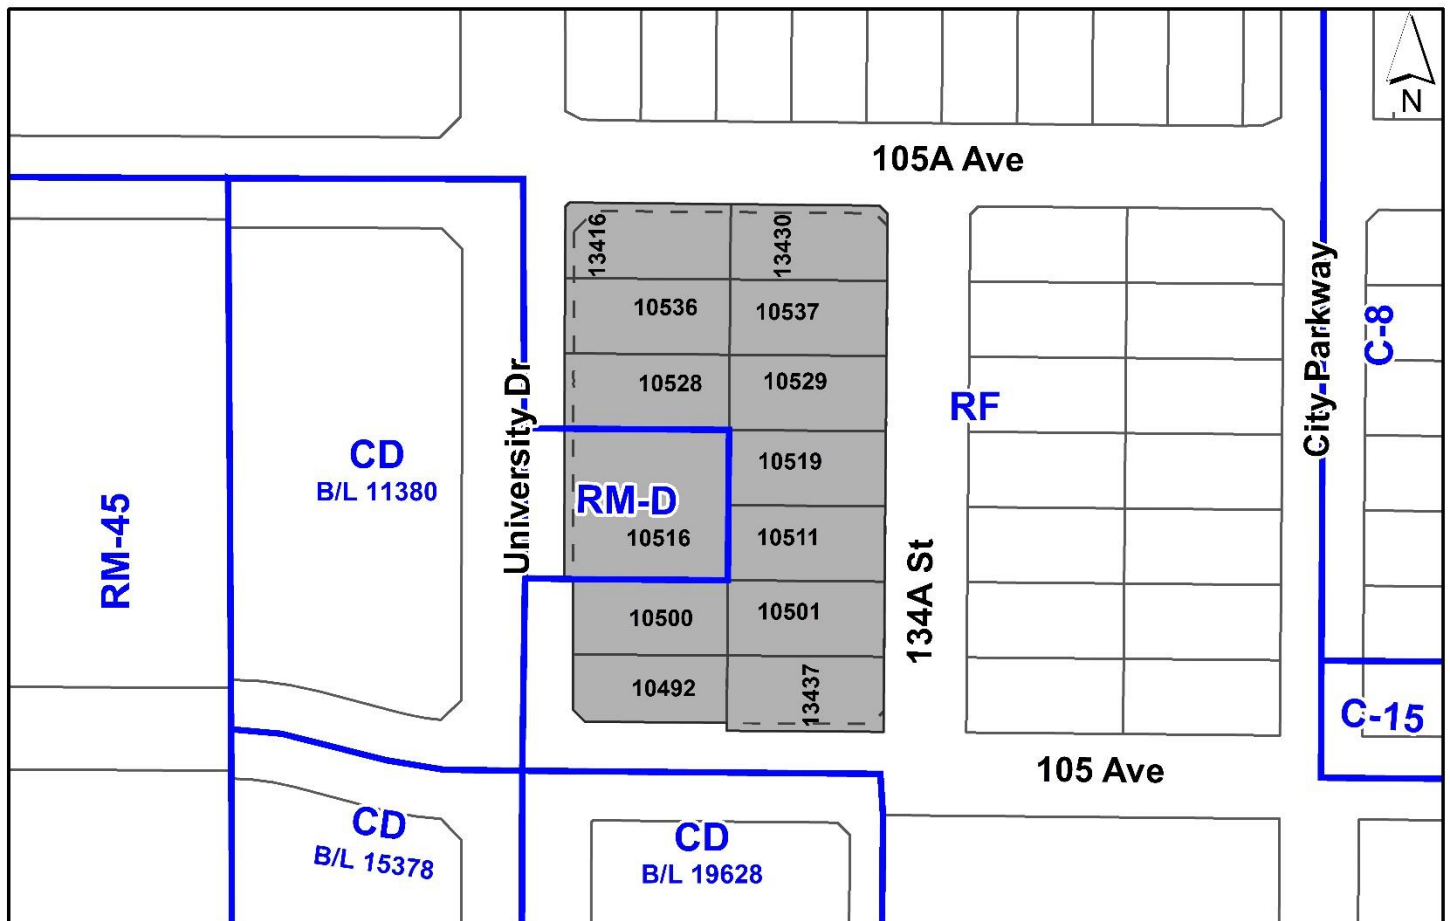 N
105A Ave
13416
13430
10536
10537
10528
10529
RF
City Parkway
C-8
University Dr
CD
B/L 11380
10519
RM-D
RM-45
10516
10511
134A St
10500
10501
10492
13437
C-15
105 Ave
CD
B/L 15378
CD
B/L 19628